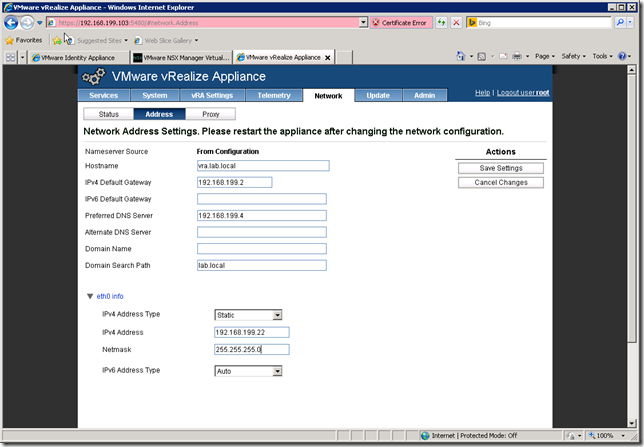 VMware vRealize Appliance - Windows Internet Explorer
https://192.168.199.103:5480/#network.Address
Certificate Error
Bing
Favorites
Suggested Sites
Web Slice Gallery
VMware Identity Appliance
VMware NSX Manager Virtual...
VMware vRealize Appliance
Page
Safety
Tools
VMware vRealize Appliance
Services
System
vRA Settings
Telemetry
Network
Update
Admin
Help | Logout user root
Status
Address
Proxy
Network Address Settings. Please restart the appliance after changing the network configuration.
Nameserver Source From Configuration
Hostname vra.lab.local
IPv4 Default Gateway 192.168.199.2
IPv6 Default Gateway
Preferred DNS Server 192.168.199.4
Alternate DNS Server
Domain Name
Domain Search Path lab.local
Actions
Save Settings
Cancel Changes
eth0 info
IPv4 Address Type Static
IPv4 Address 192.168.199.22
Netmask 255.255.255.0
IPv6 Address Type Auto
Internet | Protected Mode: Off
100%